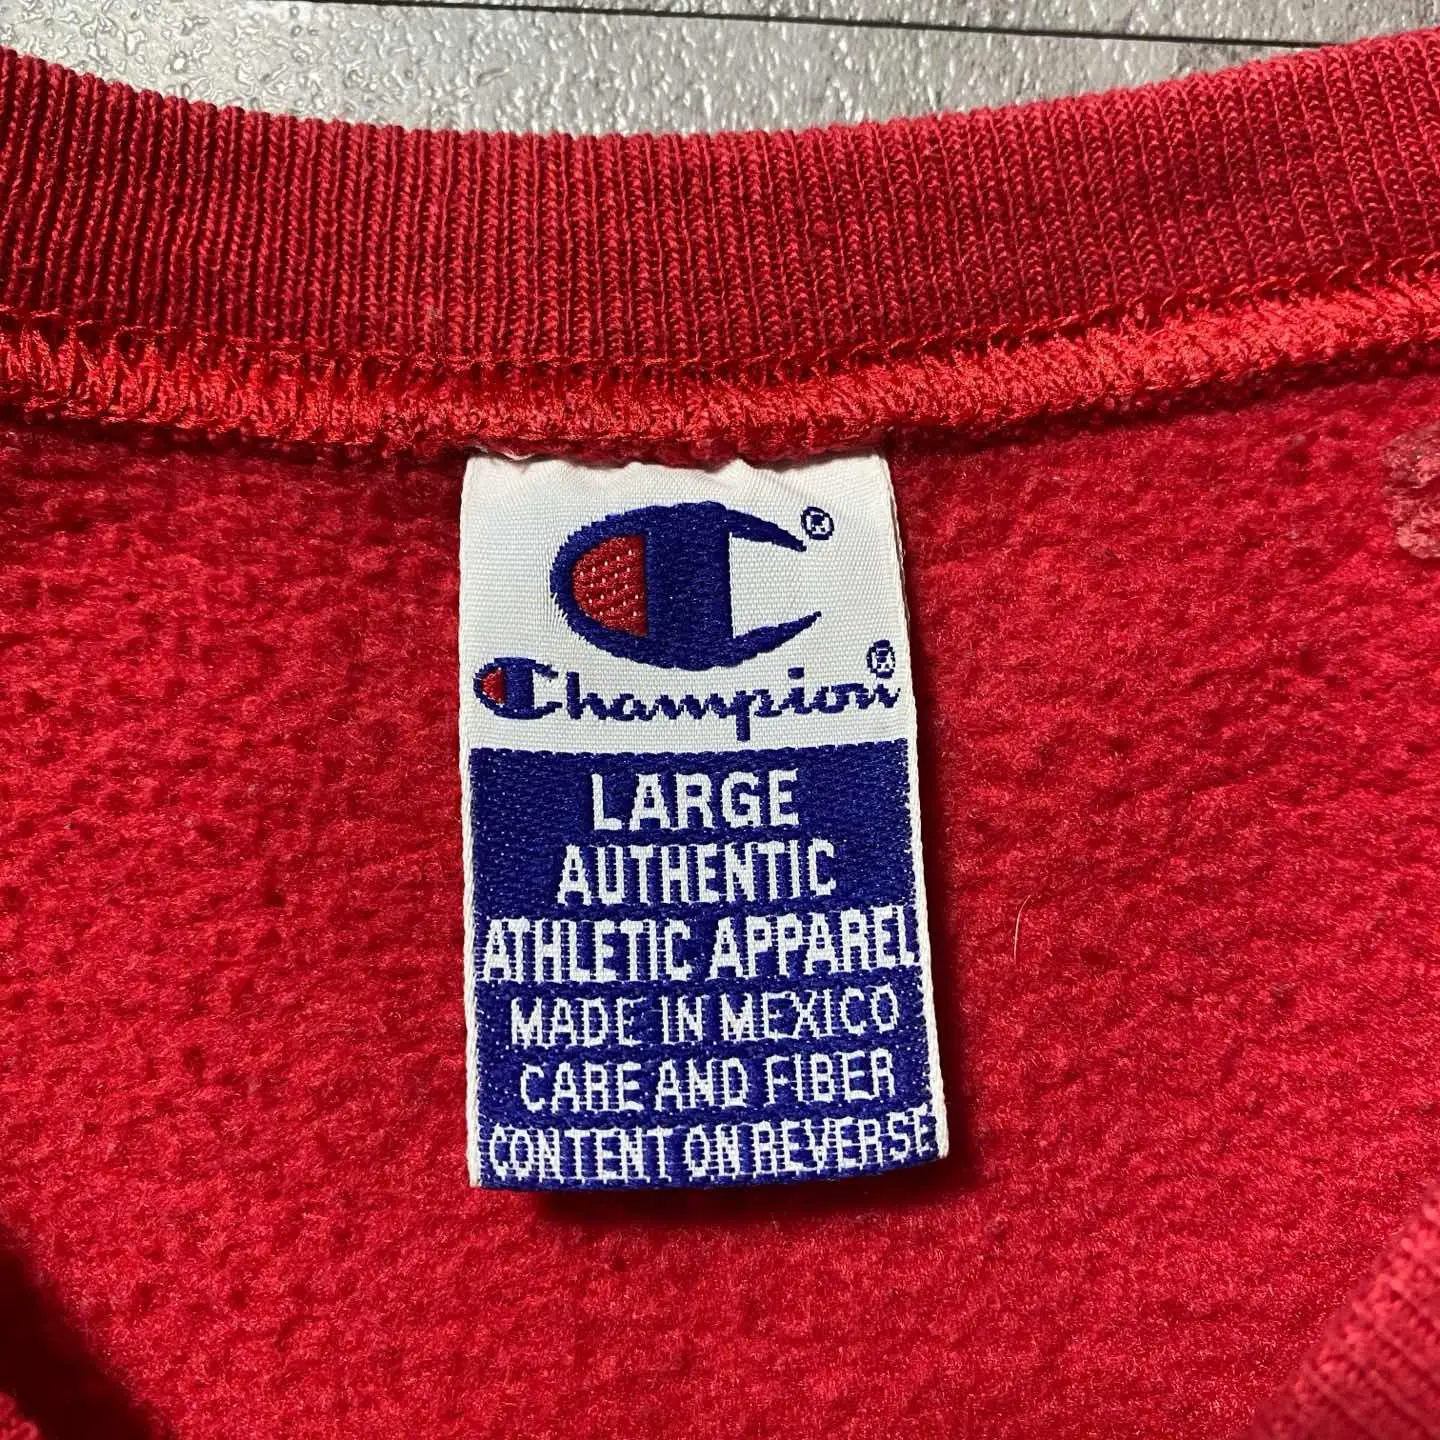 ®
Champion®
LARGE
AUTHENTIC
ATHLETIC APPAREL
MADE IN MEXICO
CARE AND FIBER
CONTENT ON REVERSE